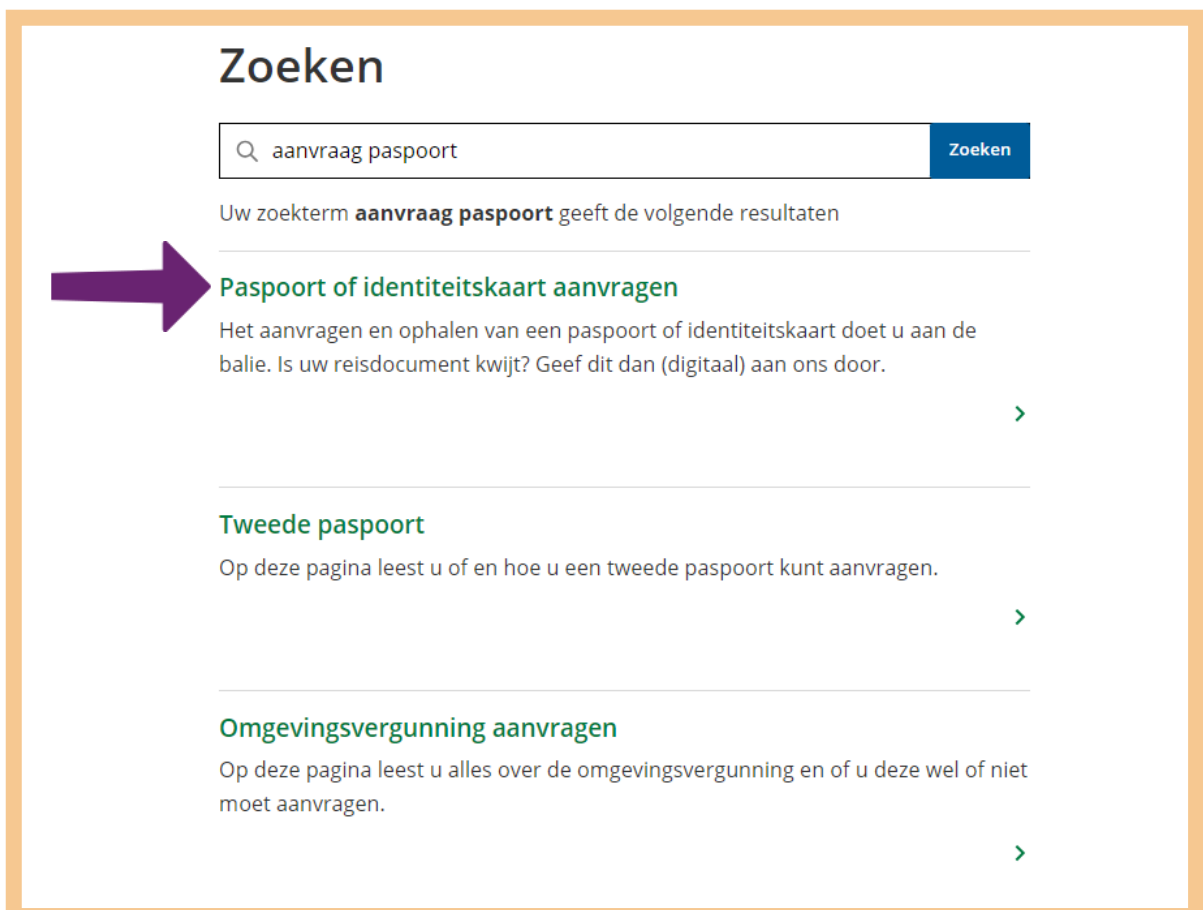 Zoeken
aanvraag paspoort
Zoeken
Uw zoekterm aanvraag paspoort geeft de volgende resultaten
Paspoort of identiteitskaart aanvragen
Het aanvragen en ophalen van een paspoort of identiteitskaart doet u aan de
balie. Is uw reisdocument kwijt? Geef dit dan (digitaal) aan ons door.
Tweede paspoort
Op deze pagina leest u of en hoe u een tweede paspoort kunt aanvragen.
Omgevingsvergunning aanvragen
Op deze pagina leest u alles over de omgevingsvergunning en of u deze wel of niet
moet aanvragen.